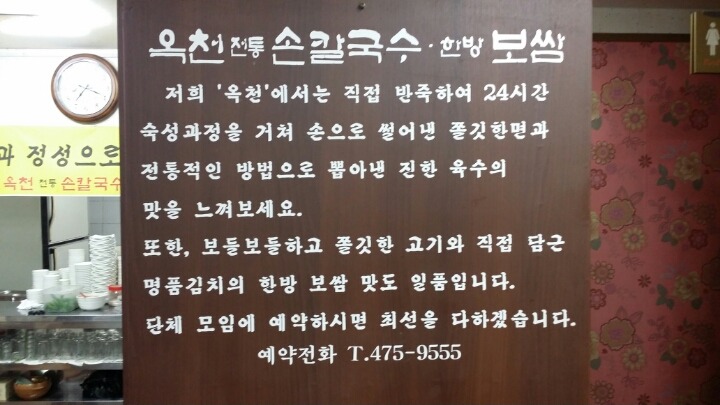 옥천 전통 손칼국수·한방 보쌈
저희 '옥천'에서는 직접 반죽하여 24시간
숙성과정을 거쳐 손으로 썰어낸 쫄깃한면과
전통적인 방법으로 뽑아낸 진한 육수의
맛을 느껴보세요.
또한, 보들보들하고 쫄깃한 고기와 직접 담근
명품김치의 한방 보쌈 맛도 일품입니다.
단체 모임에 예약하시면 최선을 다하겠습니다.
예약전화 T.475-9555
과 정성으로
옥천 전통 손칼국수